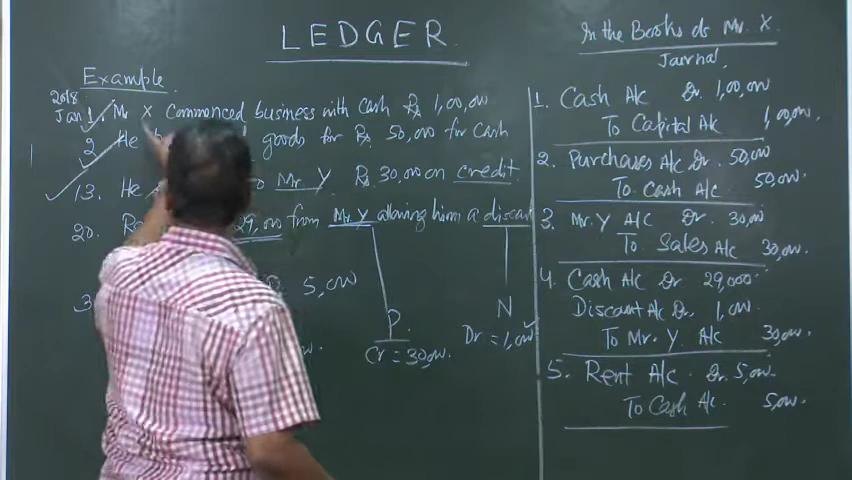 LEDGER
Example
2018
Jan 1. Mr X Commenced business with Cash Rs 1,00,000
2 He goods for Rs 50,000 for Cash
13. He to Mr. Y Rs. 30,000 on credit
20. 29,000 from Mr. Y allowing him a discount
5,000
P. N
Cr = 30,000. Dr = 1,000
In the Books of Mr. X.
Journal
1. Cash A/c Dr 1,00,000
To Capital A/c 1,00,000.
2. Purchases A/c Dr. 50,000
To Cash A/c 50,000.
3. Mr. Y A/c Dr. 30,000
To Sales A/c 30,000.
4. Cash A/c Dr 29,000
Discount A/c Dr. 1,000.
To Mr. Y. A/c 30,000.
5. Rent A/c. Dr. 5,000.
To Cash A/c. 5,000.